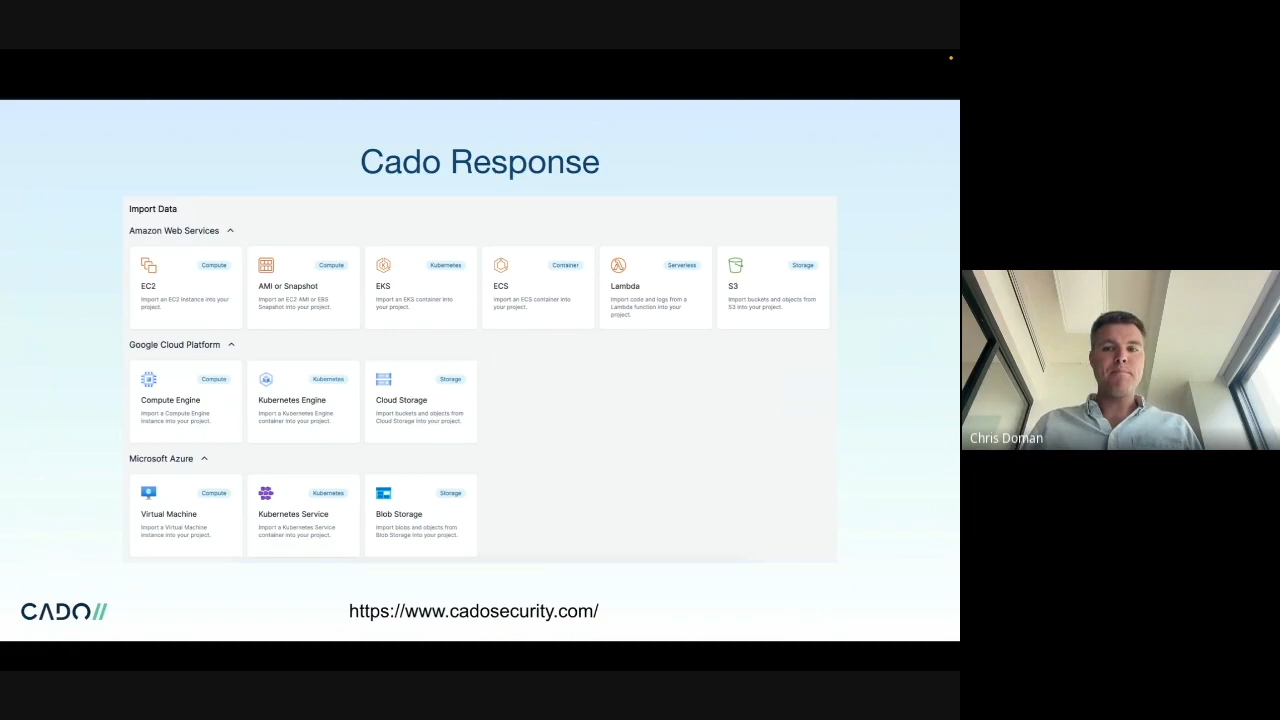 Cado Response
Import Data
Amazon Web Services
Compute
EC2
Import an EC2 instance into your
project.
Compute
AMI or Snapshot
Import an EC2 AMI or EBS
Snapshot into your project.
Kubernetes
EKS
Import an EKS container into
your project.
Container
ECS
Import an ECS container into
your project.
Serverless
Lambda
Import code and logs from a
Lambda function into your
project.
Storage
S3
Import buckets and objects from
S3 into your project.
Google Cloud Platform
Compute
Compute Engine
Import a Compute Engine
instance into your project.
Kubernetes
Kubernetes Engine
Import a Kubernetes Engine
container into your project.
Storage
Cloud Storage
Import buckets and objects from
Cloud Storage into your project.
Microsoft Azure
Compute
Virtual Machine
Import a Virtual Machine
instance into your project.
Kubernetes
Kubernetes Service
Import a Kubernetes Service
container into your project.
Storage
Blob Storage
Import blobs and objects from
Blob Storage into your project.
CADO//
https://www.cadosecurity.com/
Chris Doman